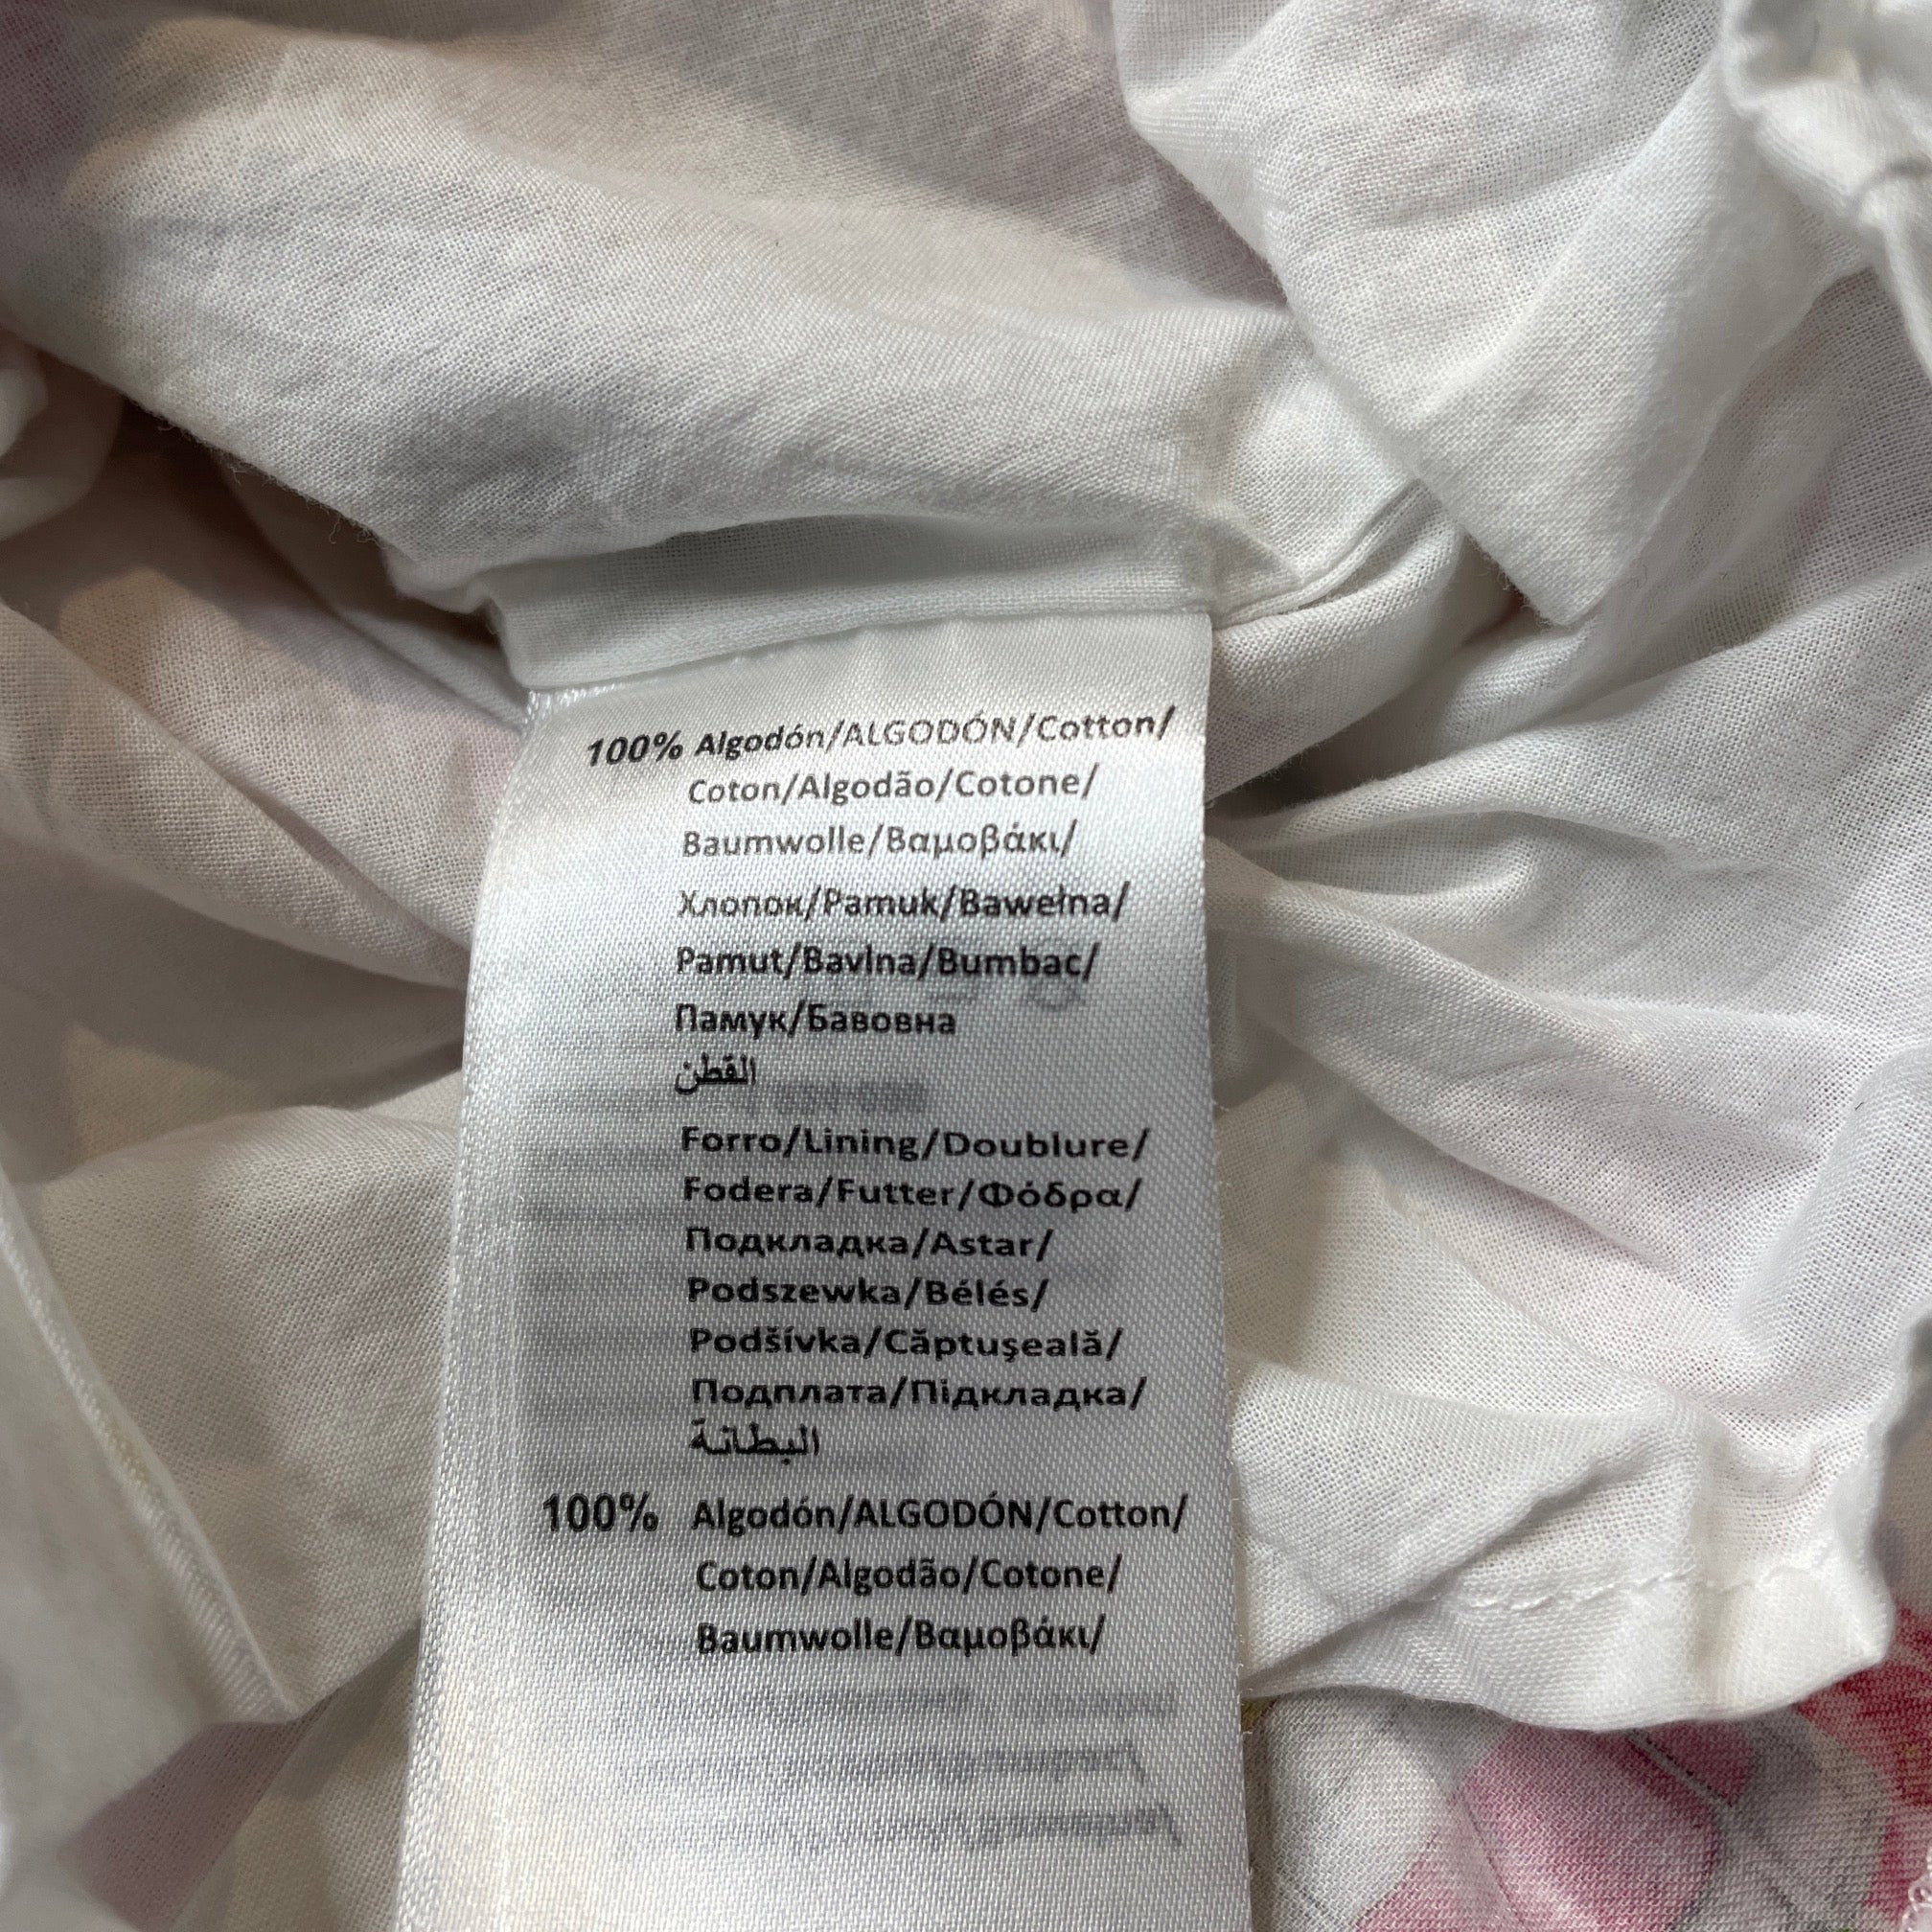 100% Algodón/ALGODÓN/Cotton/
Coton/Algodão/Cotone/
Baumwolle/Βαμοβάκι/
Хлопок/Pamuk/Bawełna/
Pamut/Bavlna/Bumbac/
Памук/Бавовна
القطن
Forro/Lining/Doublure/
Fodera/Futter/Φόδρα/
Подкладка/Astar/
Podszewka/Bélés/
Podšívka/Căptuşeală/
Подплата/Підкладка/
البطانة
100% Algodón/ALGODÓN/Cotton/
Coton/Algodão/Cotone/
Baumwolle/Βαμοβάκι/